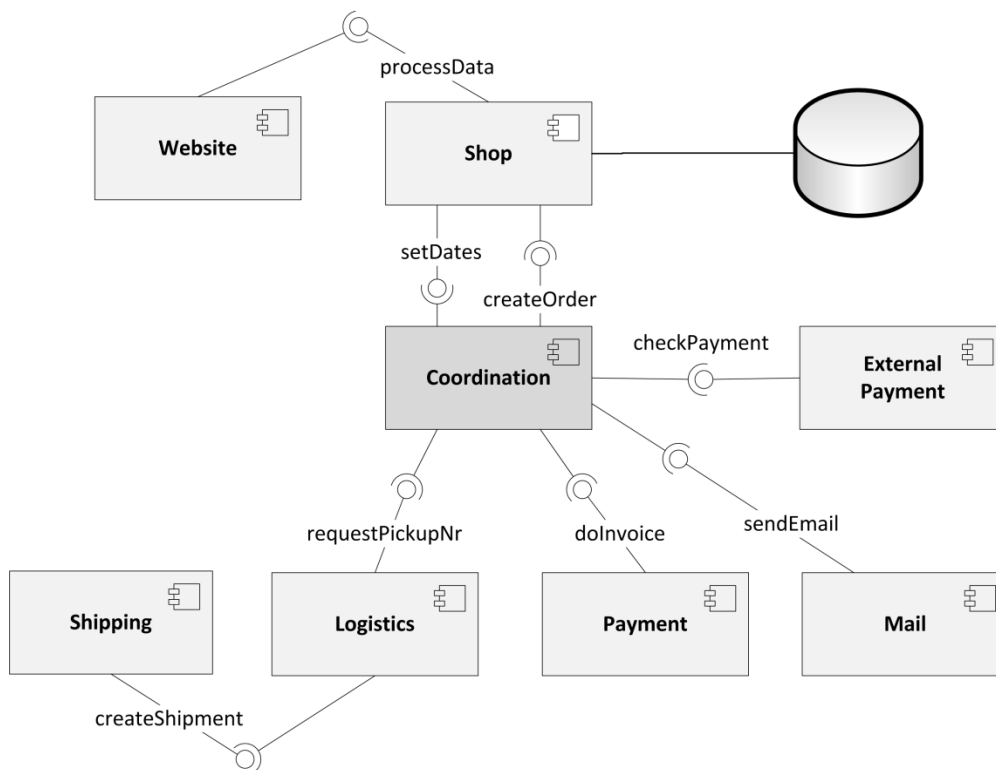 processData
Website
Shop
setDates
createOrder
checkPayment
Coordination
External
Payment
requestPickupNr
doInvoice
sendEmail
Shipping
Logistics
Payment
Mail
createShipment